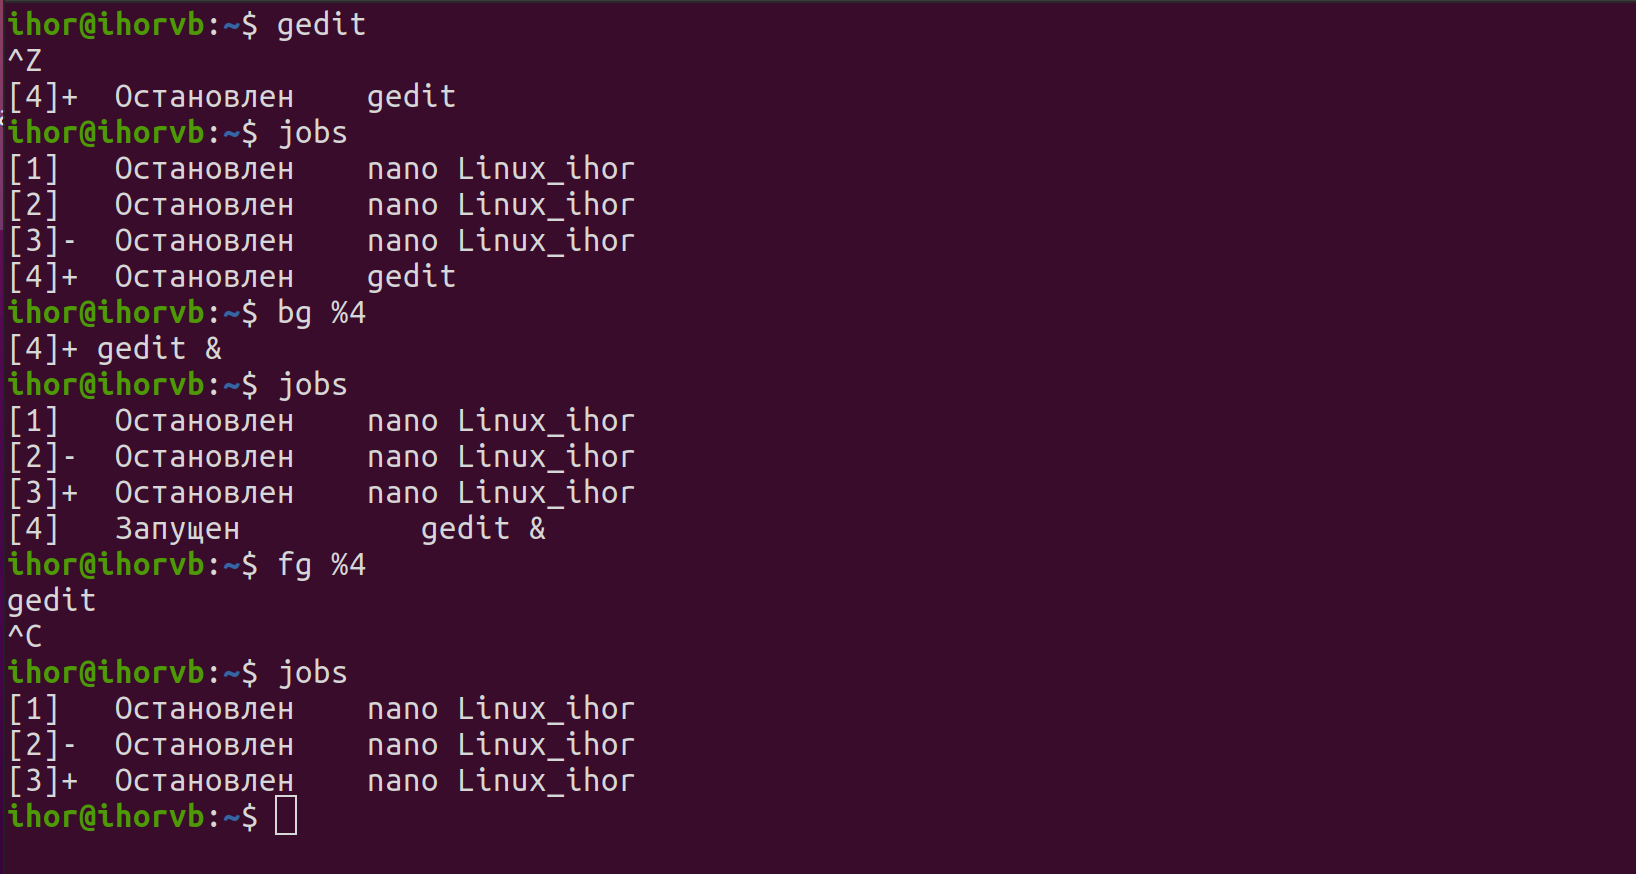 ihor@ihorvb:~$ gedit
^Z
[4]+  Остановлен    gedit
ihor@ihorvb:~$ jobs
[1]   Остановлен    nano Linux_ihor
[2]   Остановлен    nano Linux_ihor
[3]-  Остановлен    nano Linux_ihor
[4]+  Остановлен    gedit
ihor@ihorvb:~$ bg %4
[4]+ gedit &
ihor@ihorvb:~$ jobs
[1]   Остановлен    nano Linux_ihor
[2]-  Остановлен    nano Linux_ihor
[3]+  Остановлен    nano Linux_ihor
[4]   Запущен          gedit &
ihor@ihorvb:~$ fg %4
gedit
^C
ihor@ihorvb:~$ jobs
[1]   Остановлен    nano Linux_ihor
[2]-  Остановлен    nano Linux_ihor
[3]+  Остановлен    nano Linux_ihor
ihor@ihorvb:~$